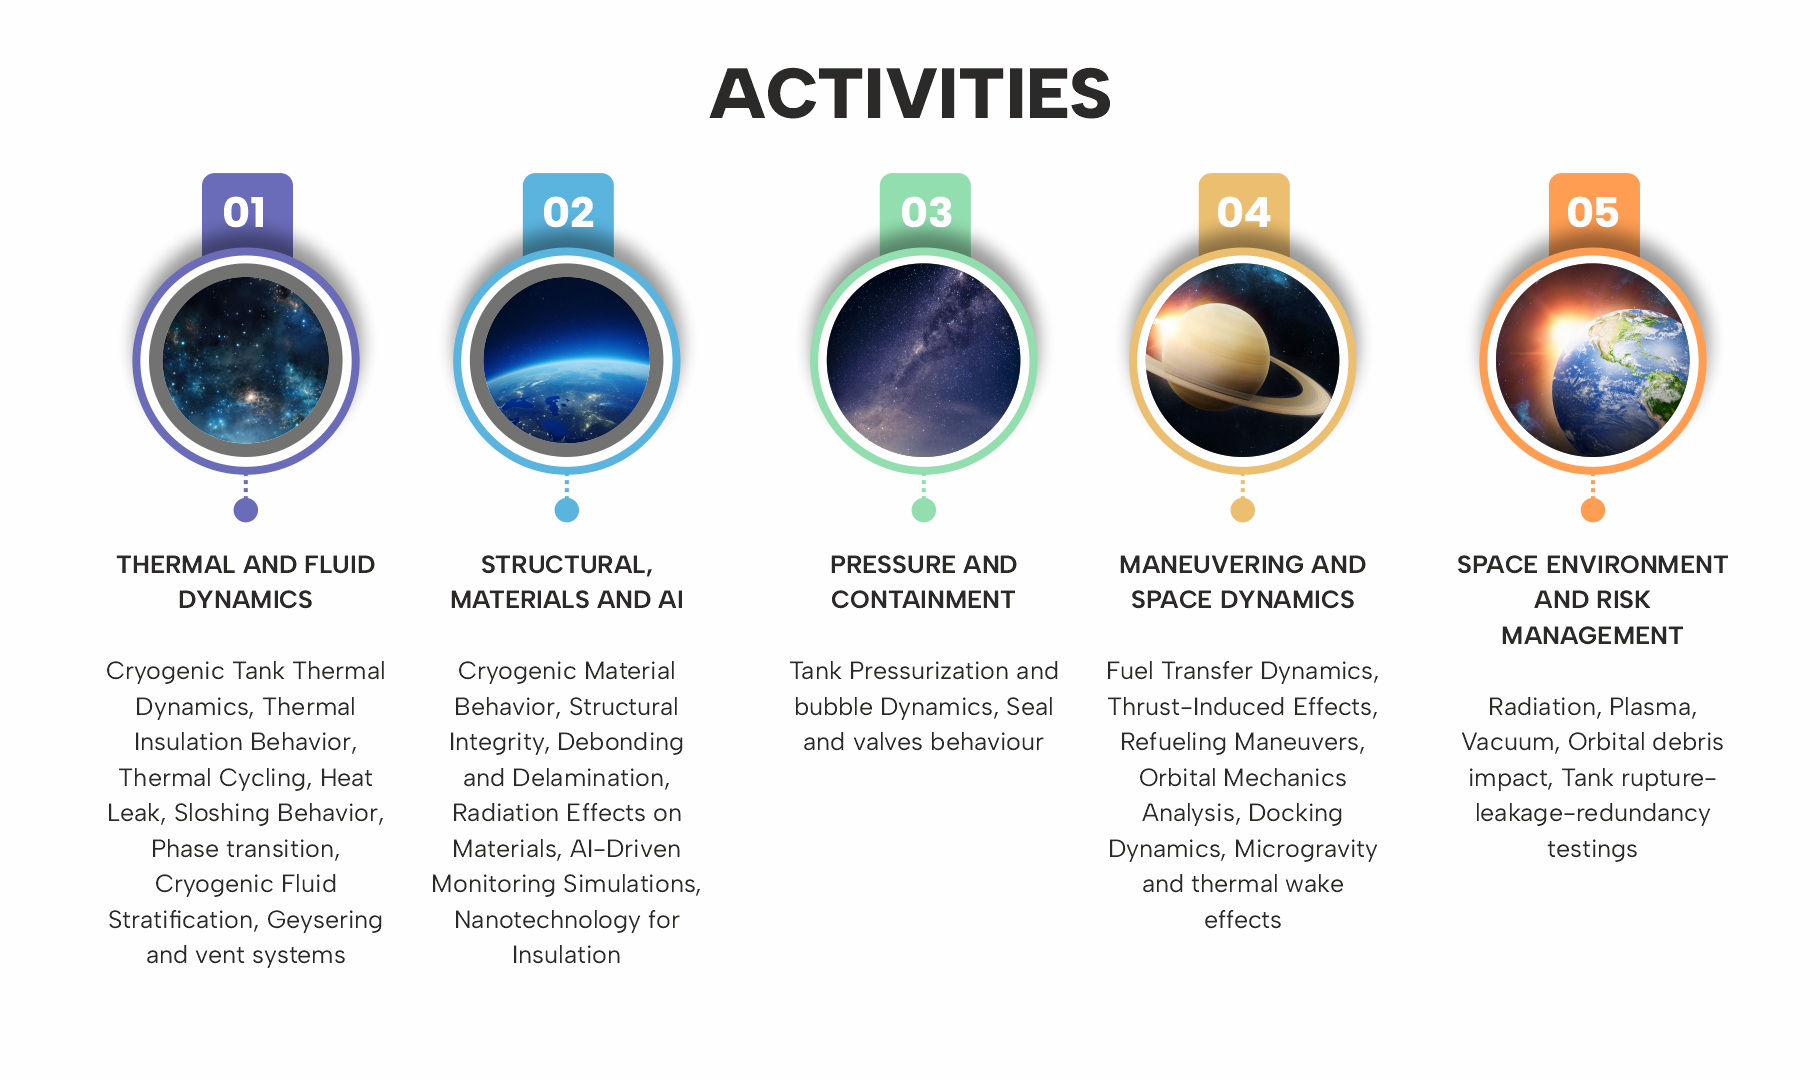 ACTIVITIES
01
THERMAL AND FLUID
DYNAMICS
Cryogenic Tank Thermal
Dynamics, Thermal
Insulation Behavior,
Thermal Cycling, Heat
Leak, Sloshing Behavior,
Phase transition,
Cryogenic Fluid
Stratification, Geysering
and vent systems
02
STRUCTURAL,
MATERIALS AND AI
Cryogenic Material
Behavior, Structural
Integrity, Debonding
and Delamination,
Radiation Effects on
Materials, AI-Driven
Monitoring Simulations,
Nanotechnology for
Insulation
03
PRESSURE AND
CONTAINMENT
Tank Pressurization and
bubble Dynamics, Seal
and valves behaviour
04
MANEUVERING AND
SPACE DYNAMICS
Fuel Transfer Dynamics,
Thrust-Induced Effects,
Refueling Maneuvers,
Orbital Mechanics
Analysis, Docking
Dynamics, Microgravity
and thermal wake
effects
05
SPACE ENVIRONMENT
AND RISK
MANAGEMENT
Radiation, Plasma,
Vacuum, Orbital debris
impact, Tank rupture-
leakage-redundancy
testings